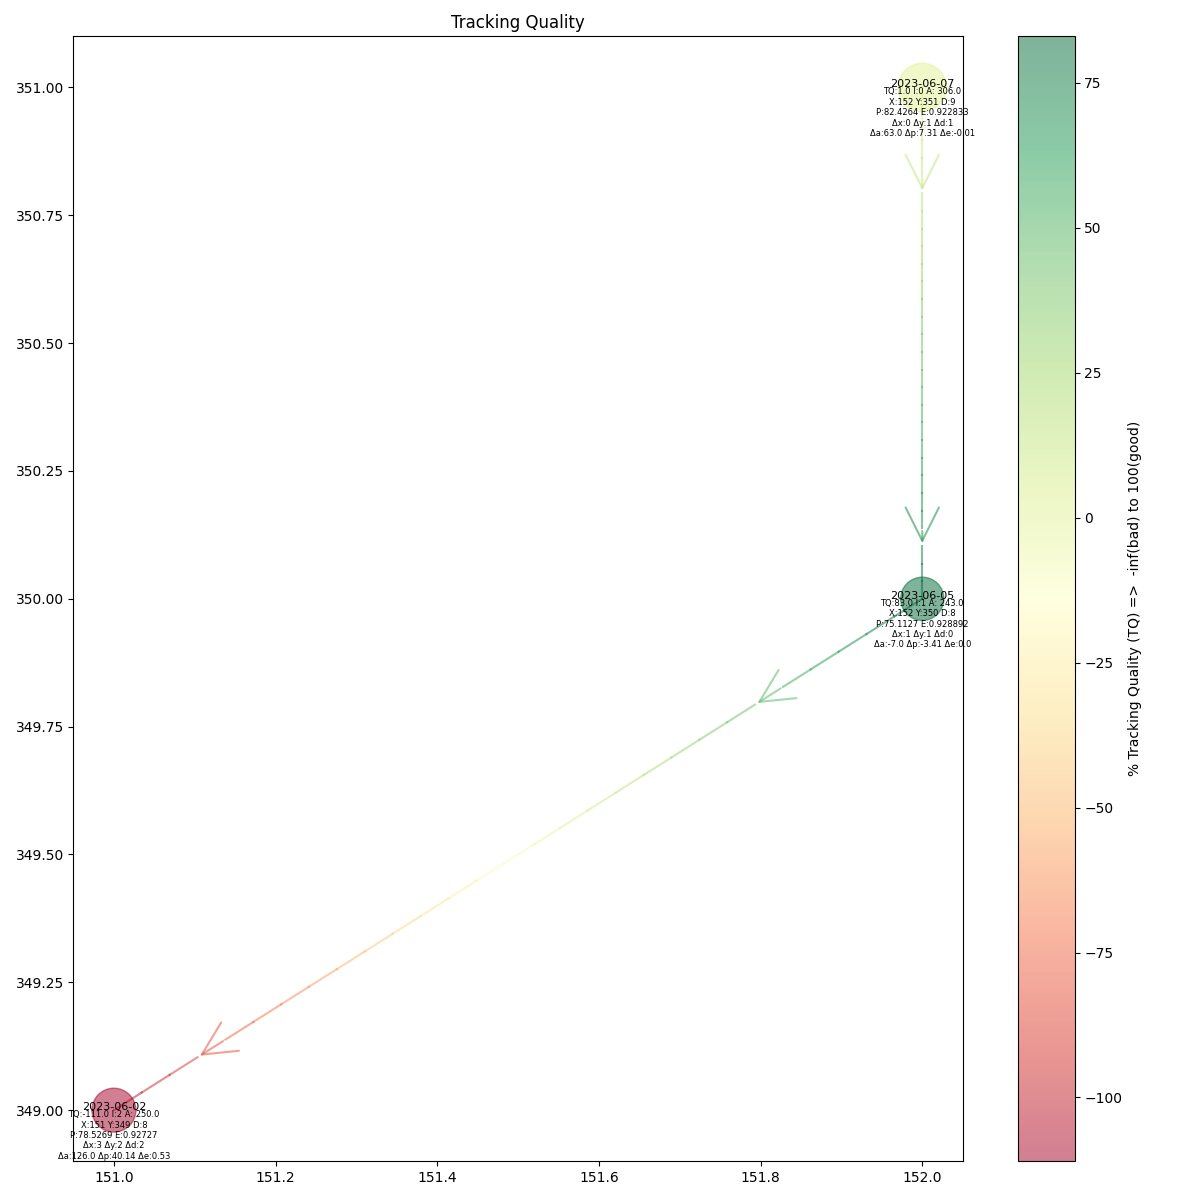 Tracking Quality
351.00
350.75
350.50
350.25
350.00
349.75
349.50
349.25
349.00
2023-06-07
TQ:1.0 I:0 A: 306.0
X:152 Y:351 D:9
P:82.4264 E:0.922833
Δx:0 Δy:1 Δd:1
Δa:63.0 Δp:7.31 Δe:-0.01
2023-06-05
TQ:83.0 I:1 A: 243.0
X:152 Y:350 D:8
P:75.1127 E:0.928892
Δx:1 Δy:1 Δd:0
Δa:-7.0 Δp:-3.41 Δe:0.0
2023-06-02
TQ:-111.0 I:2 A: 250.0
X:151 Y:349 D:8
P:78.5269 E:0.92727
Δx:3 Δy:2 Δd:2
Δa:126.0 Δp:40.14 Δe:0.53
151.0
151.2
151.4
151.6
151.8
152.0
75
50
25
0
−25
−50
−75
−100
% Tracking Quality (TQ) => -inf(bad) to 100(good)